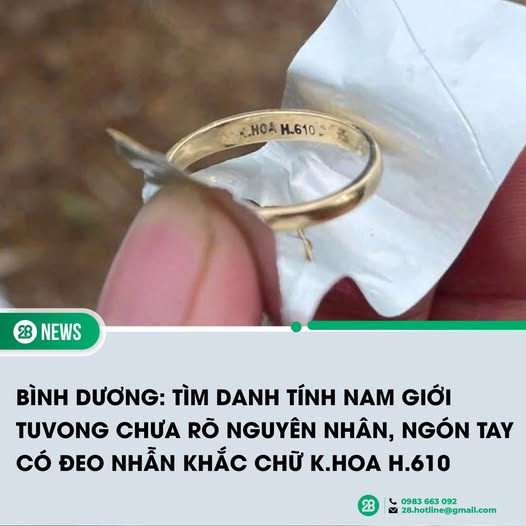 K.HOA H.610
28 NEWS
BÌNH DƯƠNG: TÌM DANH TÍNH NAM GIỚI
TUVONG CHƯA RÕ NGUYÊN NHÂN, NGÓN TAY
CÓ ĐEO NHẪN KHẮC CHỮ K.HOA H.610
28
0983 663 092
28.hotline@gmail.com